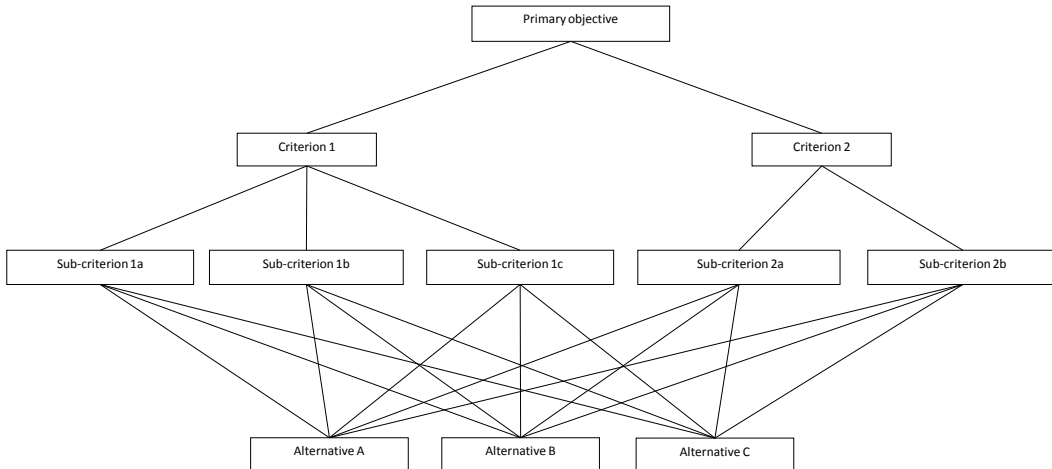 Primary objective
Criterion 1
Criterion 2
Sub-criterion 1a
Sub-criterion 1b
Sub-criterion 1c
Sub-criterion 2a
Sub-criterion 2b
Alternative A
Alternative B
Alternative C